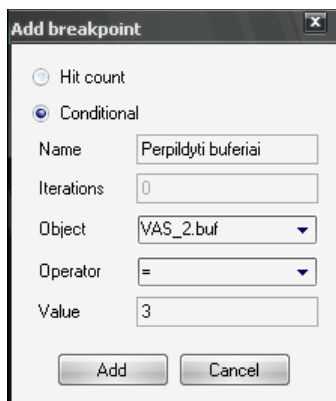 Add breakpoint x
Hit count
Conditional
Name Perpildyti buferiai
Iterations 0
Object VAS_2.buf
Operator =
Value 3
Add Cancel